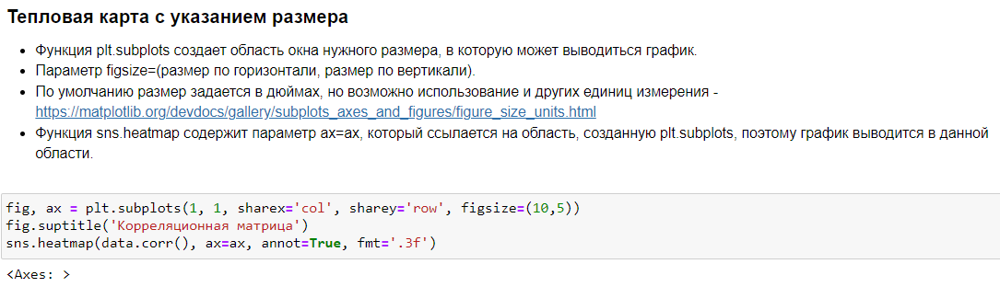 Тепловая карта с указанием размера
• Функция plt.subplots создает область окна нужного размера, в которую может выводиться график.
• Параметр figsize=(размер по горизонтали, размер по вертикали).
• По умолчанию размер задается в дюймах, но возможно использование и других единиц измерения -
https://matplotlib.org/devdocs/gallery/subplots_axes_and_figures/figure_size_units.html
• Функция sns.heatmap содержит параметр ax=ax, который ссылается на область, созданную plt.subplots, поэтому график выводится в данной
области.
fig, ax = plt.subplots(1, 1, sharex='col', sharey='row', figsize=(10,5))
fig.suptitle('Корреляционная матрица')
sns.heatmap(data.corr(), ax=ax, annot=True, fmt='.3f')
<Axes: >